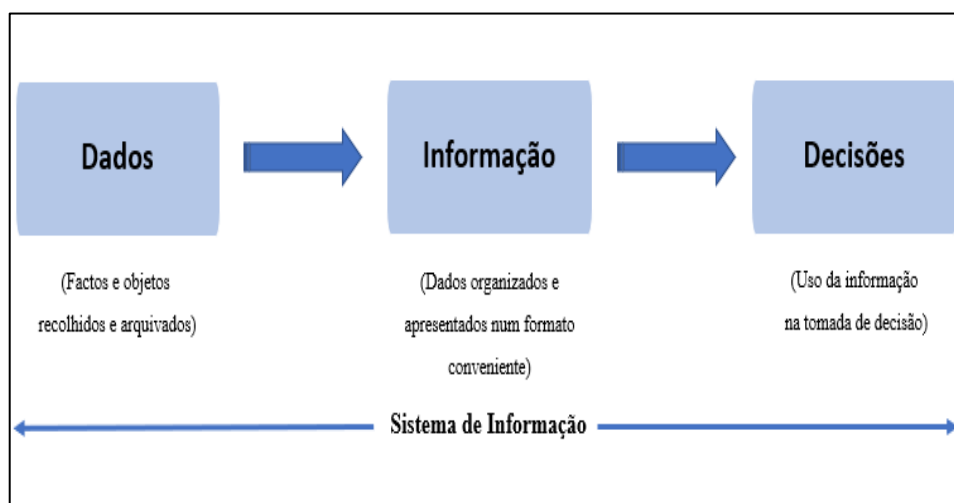 Dados
Informação
Decisões
(Factos e objetos
recolhidos e arquivados)
(Dados organizados e
apresentados num formato
conveniente)
(Uso da informação
na tomada de decisão)
Sistema de Informação